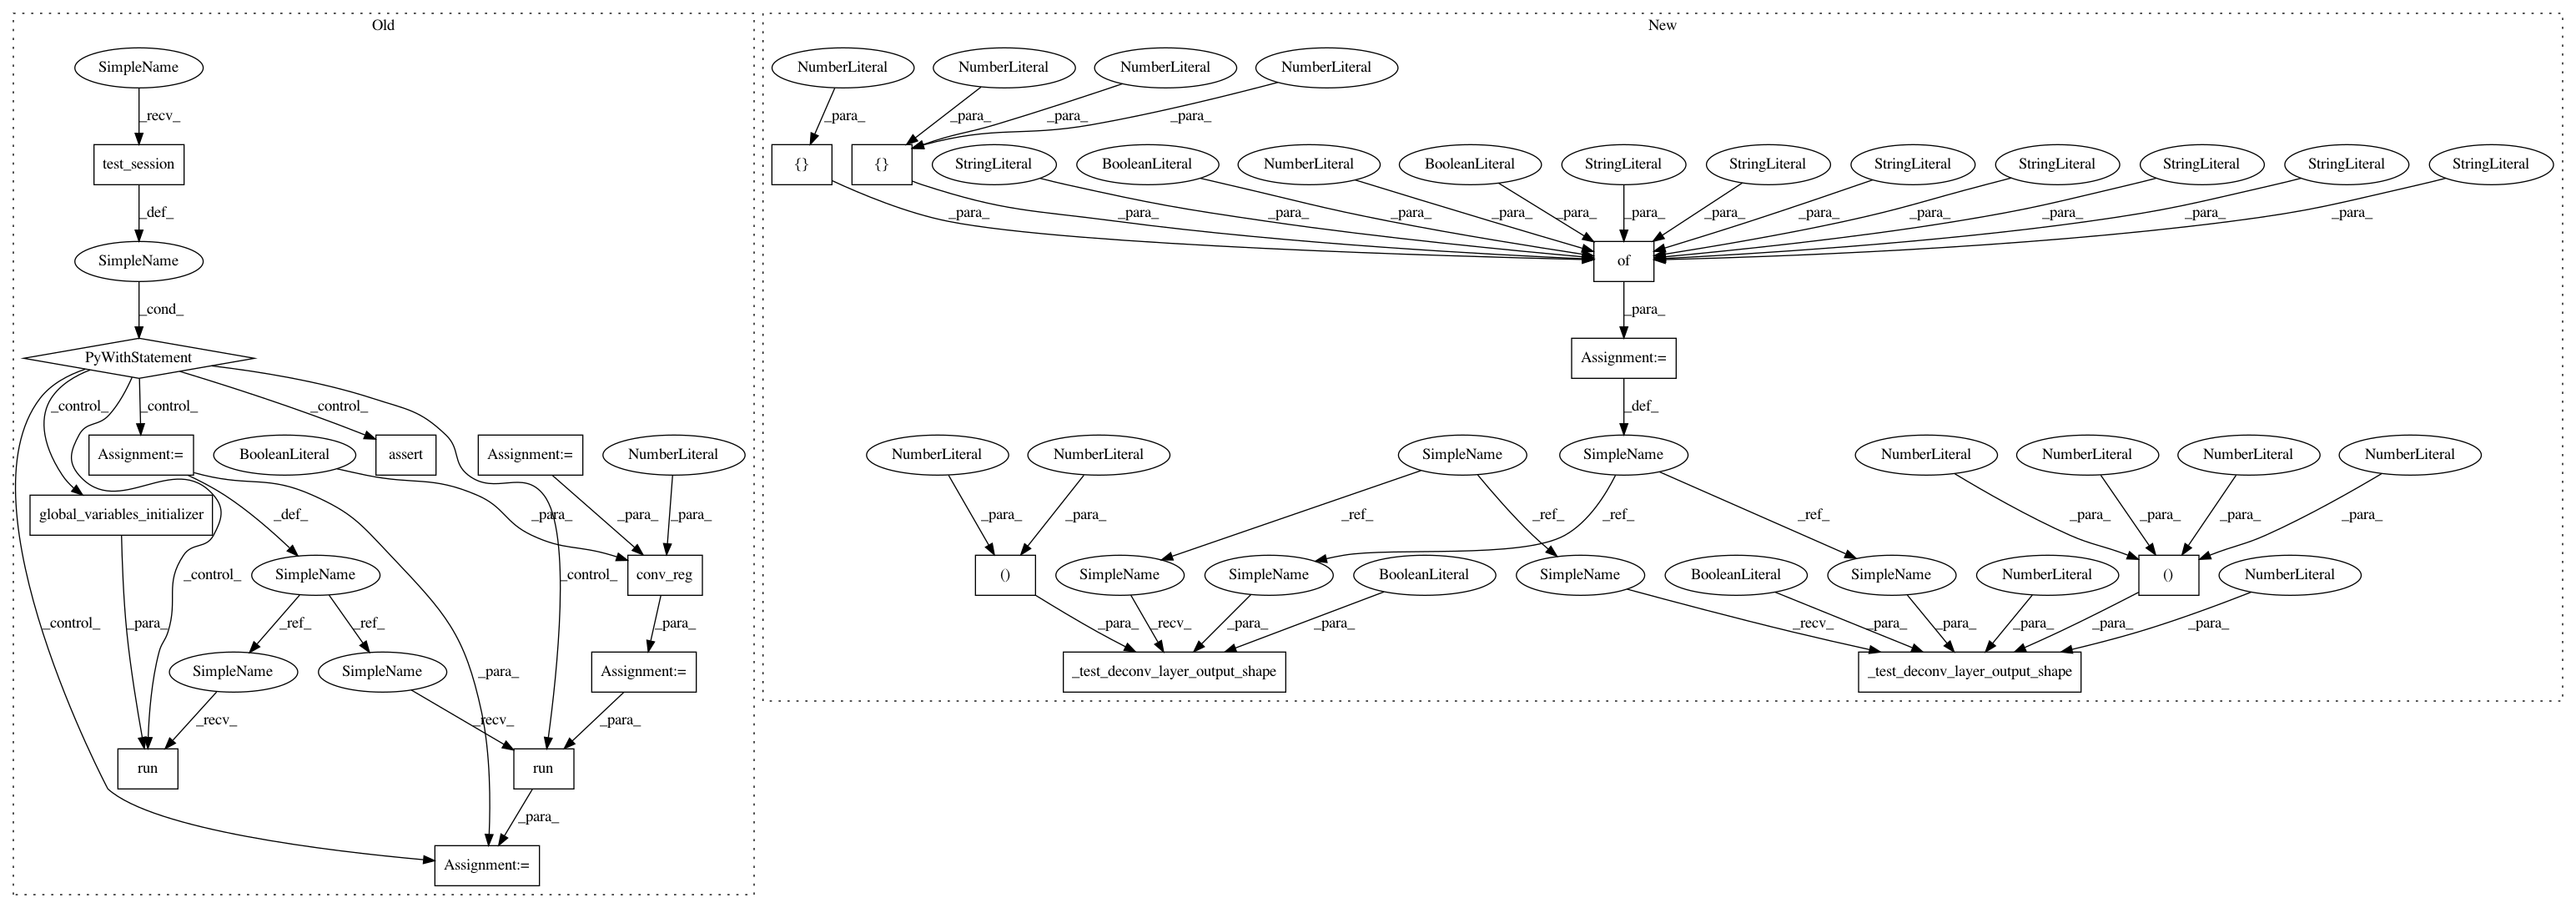 Old
New
SimpleName
NumberLiteral
NumberLiteral
NumberLiteral
NumberLiteral
_recv_
_para_
_para_
_para_
_para_
test_session
{}
{}
StringLiteral
BooleanLiteral
NumberLiteral
BooleanLiteral
StringLiteral
StringLiteral
StringLiteral
StringLiteral
StringLiteral
StringLiteral
StringLiteral
_def_
_para_
_para_
_para_
_para_
_para_
_para_
_para_
_para_
_para_
_para_
_para_
_para_
_para_
SimpleName
of
_cond_
_para_
PyWithStatement
Assignment:=
_control_
_control_
_control_
_def_
Assignment:=
BooleanLiteral
assert
Assignment:=
NumberLiteral
NumberLiteral
NumberLiteral
SimpleName
SimpleName
NumberLiteral
NumberLiteral
NumberLiteral
NumberLiteral
global_variables_initializer
_def_
_para_
_para_
_para_
_para_
_para_
_ref_
_ref_
_ref_
_ref_
_para_
_para_
_para_
_para_
_control_
SimpleName
_control_
conv_reg
()
SimpleName
SimpleName
BooleanLiteral
SimpleName
BooleanLiteral
SimpleName
NumberLiteral
()
NumberLiteral
_control_
_para_
_ref_
_ref_
_para_
_para_
_recv_
_para_
_para_
_recv_
_para_
_para_
_para_
_para_
_para_
SimpleName
SimpleName
_para_
Assignment:=
_test_deconv_layer_output_shape
_test_deconv_layer_output_shape
_recv_
_recv_
_para_
run
run
_para_
Assignment:=